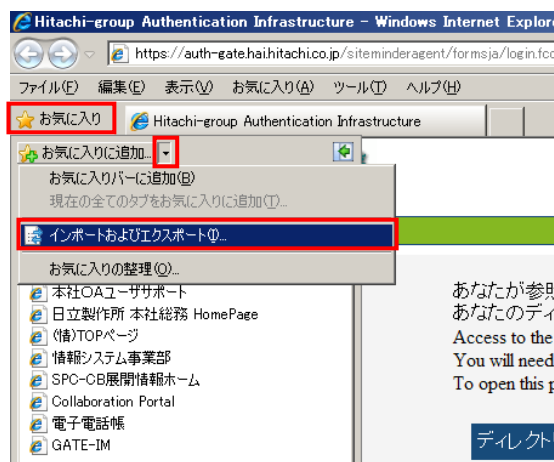 Hitachi-group Authentication Infrastructure - Windows Internet Explor
https://auth-gate.hai.hitachi.co.jp/siteminderagent/formsja/login.fcc
ファイル(F) 編集(E) 表示(V) お気に入り(A) ツール(T) ヘルプ(H)
お気に入り Hitachi-group Authentication Infrastructure
お気に入りに追加...
お気に入りバーに追加(B)
現在の全てのタブをお気に入りに追加(T)...
インポートおよびエクスポート(I)...
お気に入りの整理(O)...
本社OAユーザサポート
日立製作所 本社総務 HomePage
(情)TOPページ
情報システム事業部
SPC-CB展開情報ホーム
Collaboration Portal
電子電話帳
GATE-IM
あなたが参照
あなたのディ
Access to the
You will need
To open this p
ディレクト